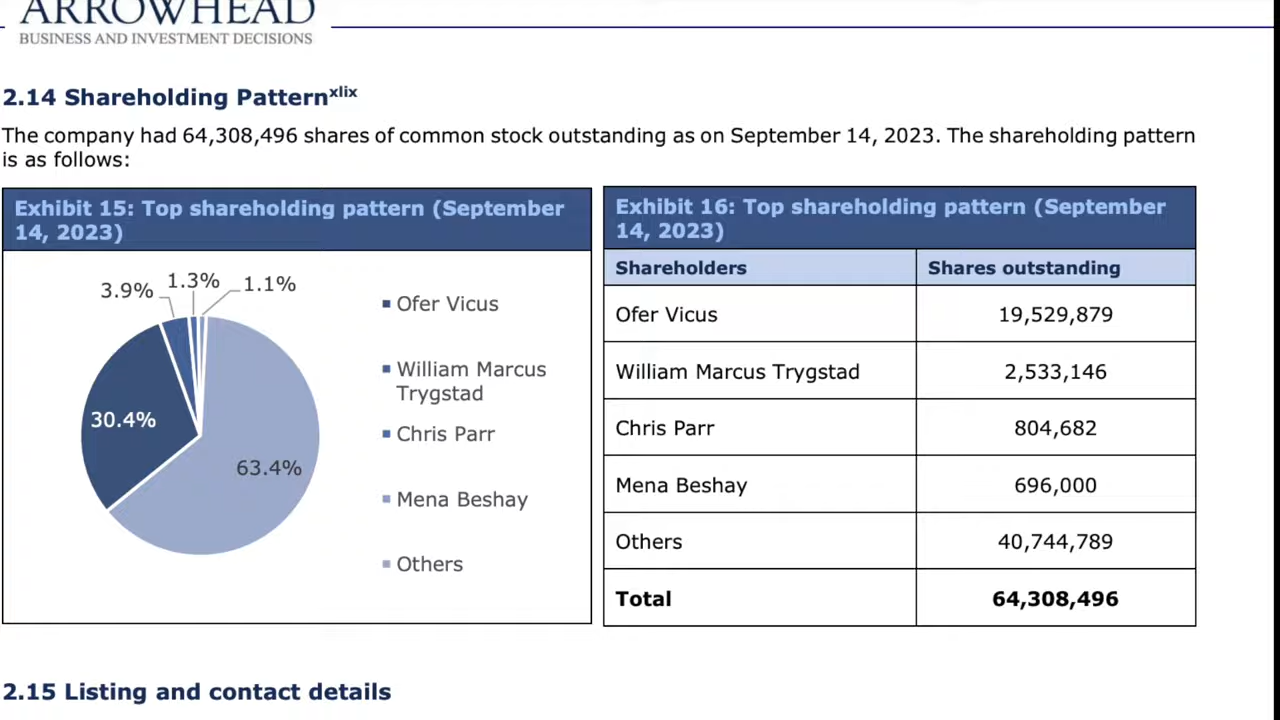 ARROWHEAD
BUSINESS AND INVESTMENT DECISIONS
2.14 Shareholding Patternxlix
The company had 64,308,496 shares of common stock outstanding as on September 14, 2023. The shareholding pattern
is as follows:
Exhibit 15: Top shareholding pattern (September
14, 2023)
3.9%
1.3%
1.1%
30.4%
63.4%
Ofer Vicus
William Marcus
Trygstad
Chris Parr
Mena Beshay
Others
Exhibit 16: Top shareholding pattern (September
14, 2023)
Shareholders Shares outstanding
Ofer Vicus 19,529,879
William Marcus Trygstad 2,533,146
Chris Parr 804,682
Mena Beshay 696,000
Others 40,744,789
Total 64,308,496
2.15 Listing and contact details